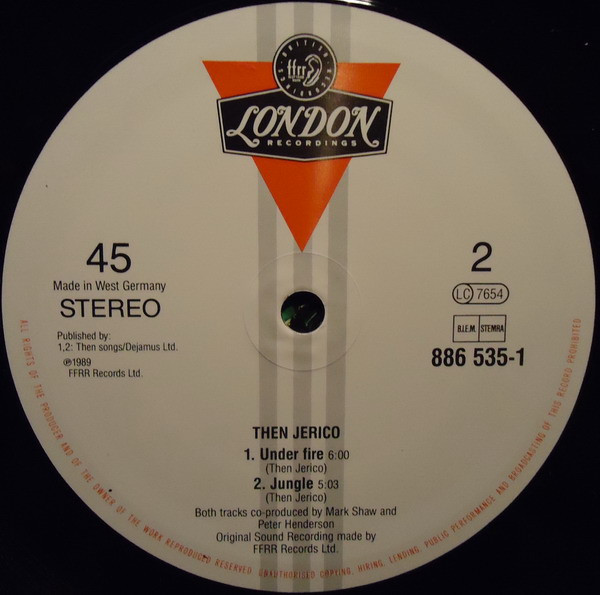 BRITISH
ffrr
LONDON
RECORDINGS
45
Made in West Germany
STEREO
Published by:
1,2: Then songs/Dejamus Ltd.
℗1989
FFRR Records Ltd.
2
LC 7654
B.I.E.M. STEMRA
886 535-1
THEN JERICO
1. Under fire 6:00
(Then Jerico)
2. Jungle 5:03
(Then Jerico)
Both tracks co-produced by Mark Shaw and
Peter Henderson
Original Sound Recording made by
FFRR Records Ltd.
ALL RIGHTS OF THE PRODUCER AND OF THE OWNER OF THE WORK REPRODUCED RESERVED UNAUTHORISED COPYING, HIRING, LENDING, PUBLIC PERFORMANCE AND BROADCASTING OF THIS RECORD PROHIBITED